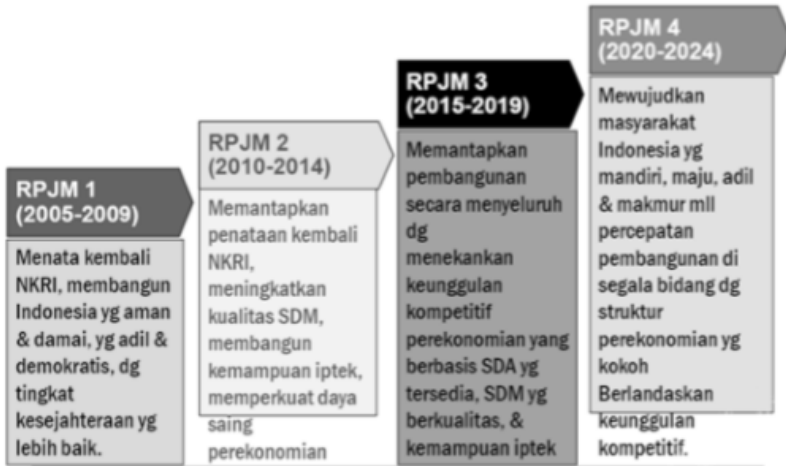 RPJM 1
(2005-2009)
Menata kembali
NKRI, membangun
Indonesia yg aman
& damai, yg adil &
demokratis, dg
tingkat
kesejahteraan yg
lebih baik.
RPJM 2
(2010-2014)
Memantapkan
penataan kembali
NKRI,
meningkatkan
kualitas SDM,
membangun
kemampuan iptek,
memperkuat daya
saing
perekonomian
RPJM 3
(2015-2019)
Memantapkan
pembangunan
secara menyeluruh
dg
menekankan
keunggulan
kompetitif
perekonomian yang
berbasis SDA yg
tersedia, SDM yg
berkualitas, &
kemampuan iptek
RPJM 4
(2020-2024)
Mewujudkan
masyarakat
Indonesia yg
mandiri, maju, adil
& makmur mll
percepatan
pembangunan di
segala bidang dg
struktur
perekonomian yg
kokoh
Berlandaskan
keunggulan
kompetitif.